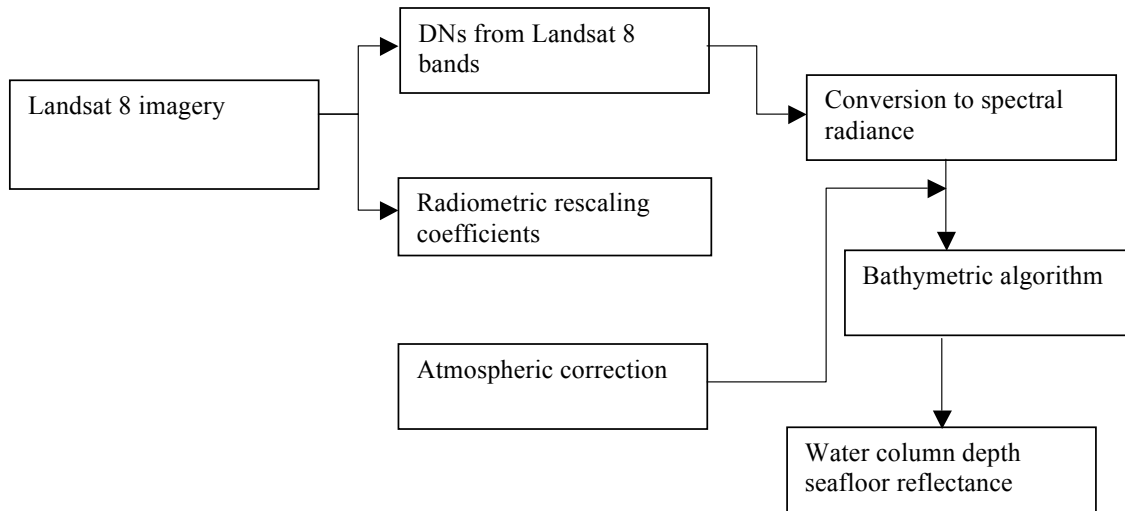 DNs from Landsat 8
bands
Landsat 8 imagery
Conversion to spectral
radiance
Radiometric rescaling
coefficients
Bathymetric algorithm
Atmospheric correction
Water column depth
seafloor reflectance